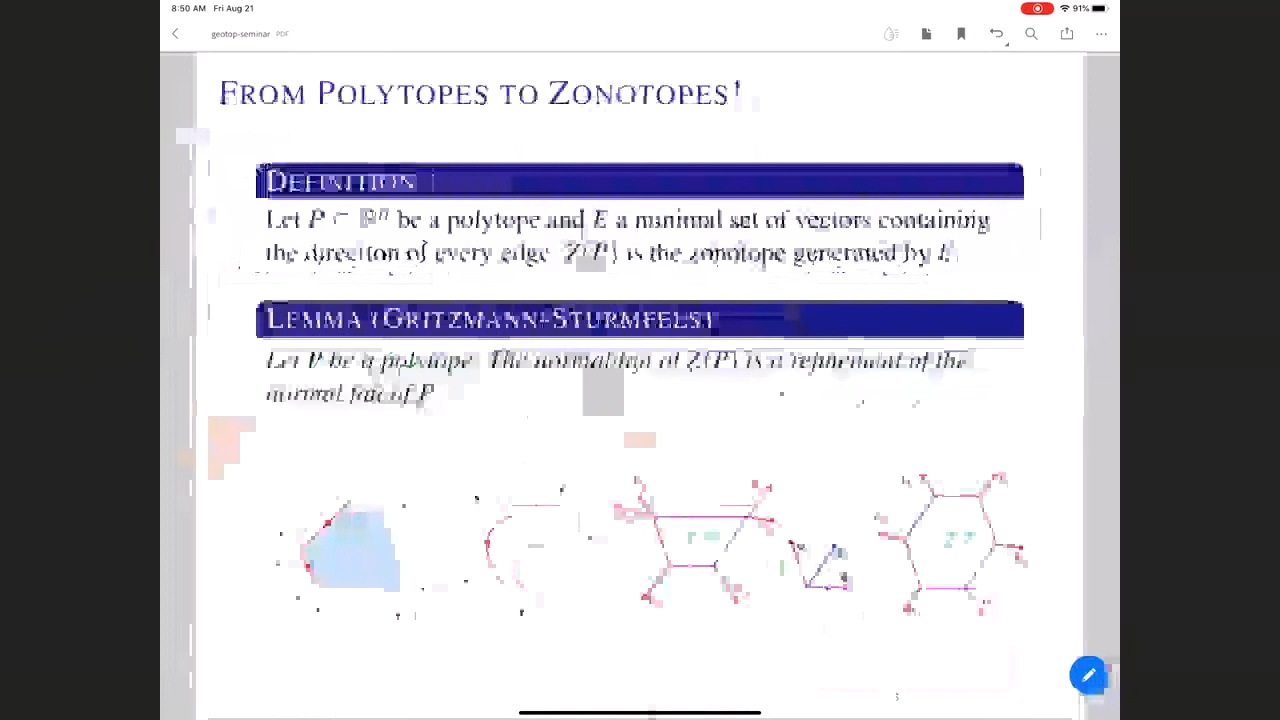 8:50 AM Fri Aug 21
91%
geotop-seminar PDF
FROM POLYTOPES TO ZONOTOPES
DEFINITION
Let P ⊂ ℝⁿ be a polytope and E a minimal set of vectors containing
the direction of every edge. Z(P) is the zonotope generated by E.
LEMMA (GRITZMANN-STURMFELS)
Let P be a polytope. The normal fan of Z(P) is a refinement of the
normal fan of P